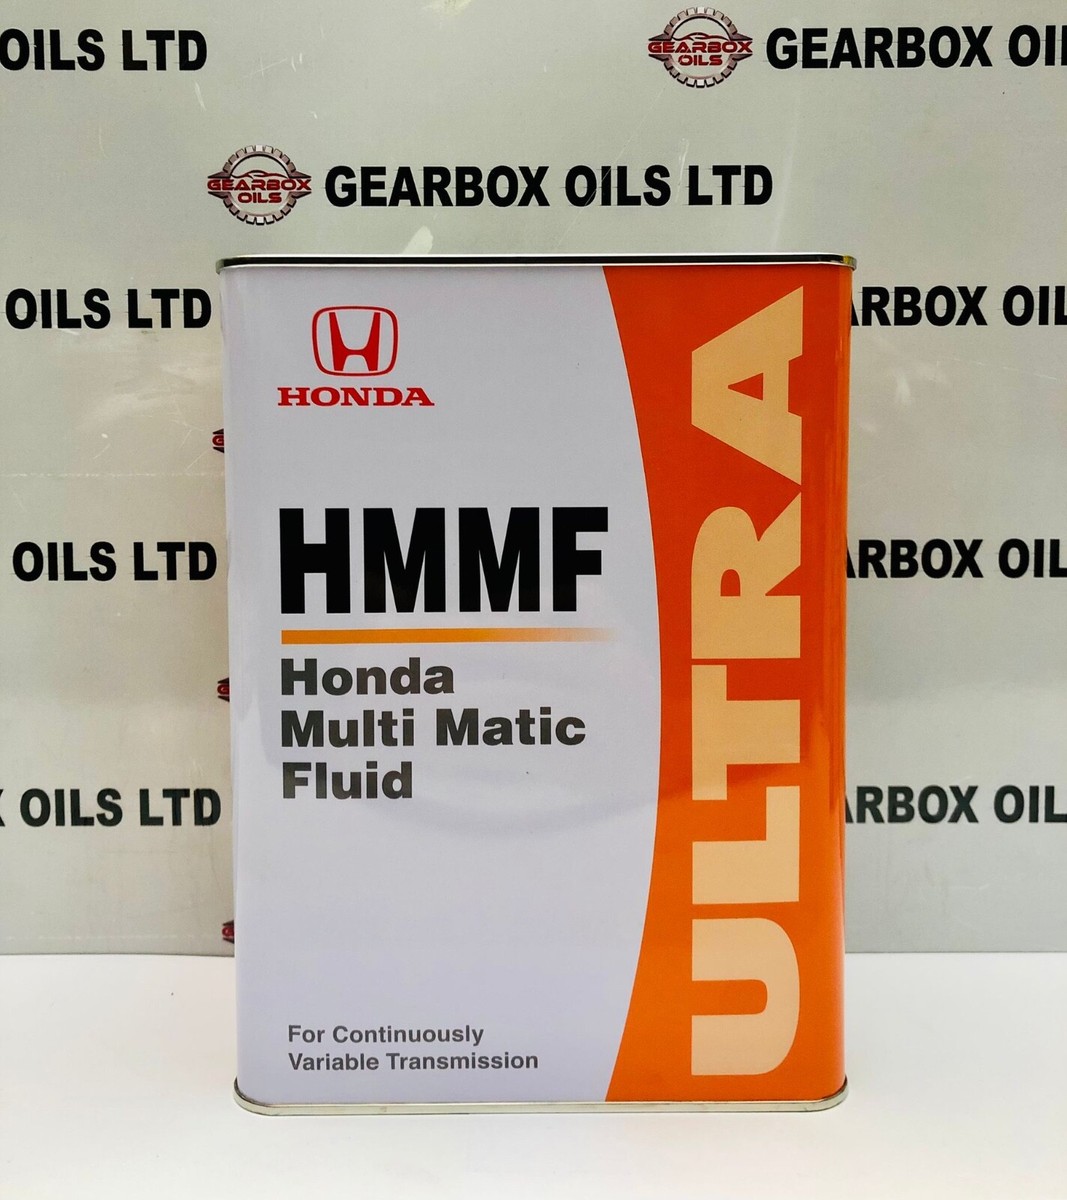 OILS LTD
GEARBOX OILS
GEARBOX OIL
GEARBOX OILS
GEARBOX OILS LTD
OILS LTD
ARBOX OIL
HONDA
HMMF
Honda
Multi Matic
Fluid
ULTRA
OILS LTD
ARBOX OIL
OILS LTD
ARBOX OIL
For Continuously
Variable Transmission